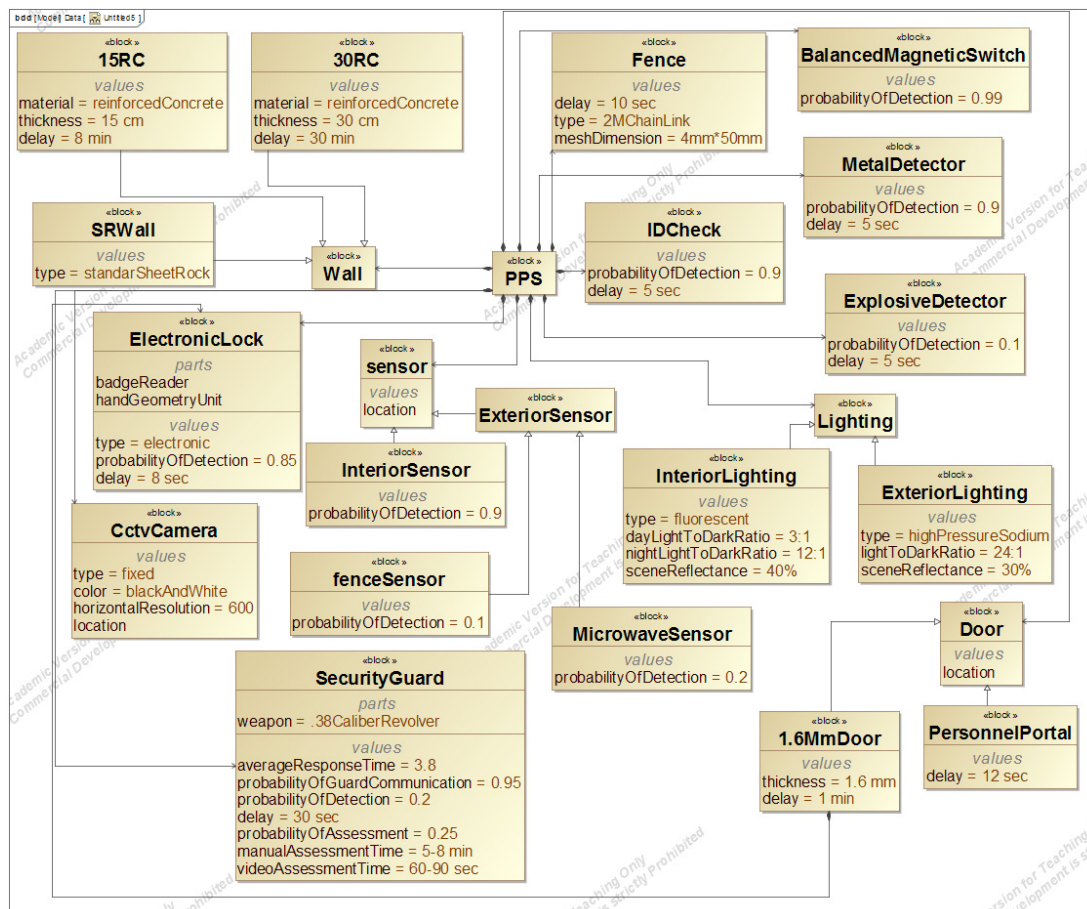 bdd [Model] Data [ Untitled5 ]
«block»
15RC
values
material = reinforcedConcrete
thickness = 15 cm
delay = 8 min
«block»
30RC
values
material = reinforcedConcrete
thickness = 30 cm
delay = 30 min
«block»
Fence
values
delay = 10 sec
type = 2MChainLink
meshDimension = 4mm*50mm
«block»
BalancedMagneticSwitch
values
probabilityOfDetection = 0.99
«block»
MetalDetector
values
probabilityOfDetection = 0.9
delay = 5 sec
«block»
SRWall
values
type = standarSheetRock
«block»
Wall
«block»
PPS
«block»
IDCheck
values
probabilityOfDetection = 0.9
delay = 5 sec
«block»
ExplosiveDetector
values
probabilityOfDetection = 0.1
delay = 5 sec
«block»
ElectronicLock
parts
badgeReader
handGeometryUnit
values
type = electronic
probabilityOfDetection = 0.85
delay = 8 sec
«block»
sensor
values
location
«block»
ExteriorSensor
«block»
Lighting
«block»
InteriorSensor
values
probabilityOfDetection = 0.9
«block»
InteriorLighting
values
type = fluorescent
dayLightToDarkRatio = 3:1
nightLightToDarkRatio = 12:1
sceneReflectance = 40%
«block»
ExteriorLighting
values
type = highPressureSodium
lightToDarkRatio = 24:1
sceneReflectance = 30%
«block»
CctvCamera
values
type = fixed
color = blackAndWhite
horizontalResolution = 600
location
«block»
fenceSensor
values
probabilityOfDetection = 0.1
«block»
MicrowaveSensor
values
probabilityOfDetection = 0.2
«block»
Door
values
location
«block»
SecurityGuard
parts
weapon = .38CaliberRevolver
values
averageResponseTime = 3.8
probabilityOfGuardCommunication = 0.95
probabilityOfDetection = 0.2
delay = 30 sec
probabilityOfAssessment = 0.25
manualAssessmentTime = 5-8 min
videoAssessmentTime = 60-90 sec
«block»
1.6MmDoor
values
thickness = 1.6 mm
delay = 1 min
«block»
PersonnelPortal
values
delay = 12 sec